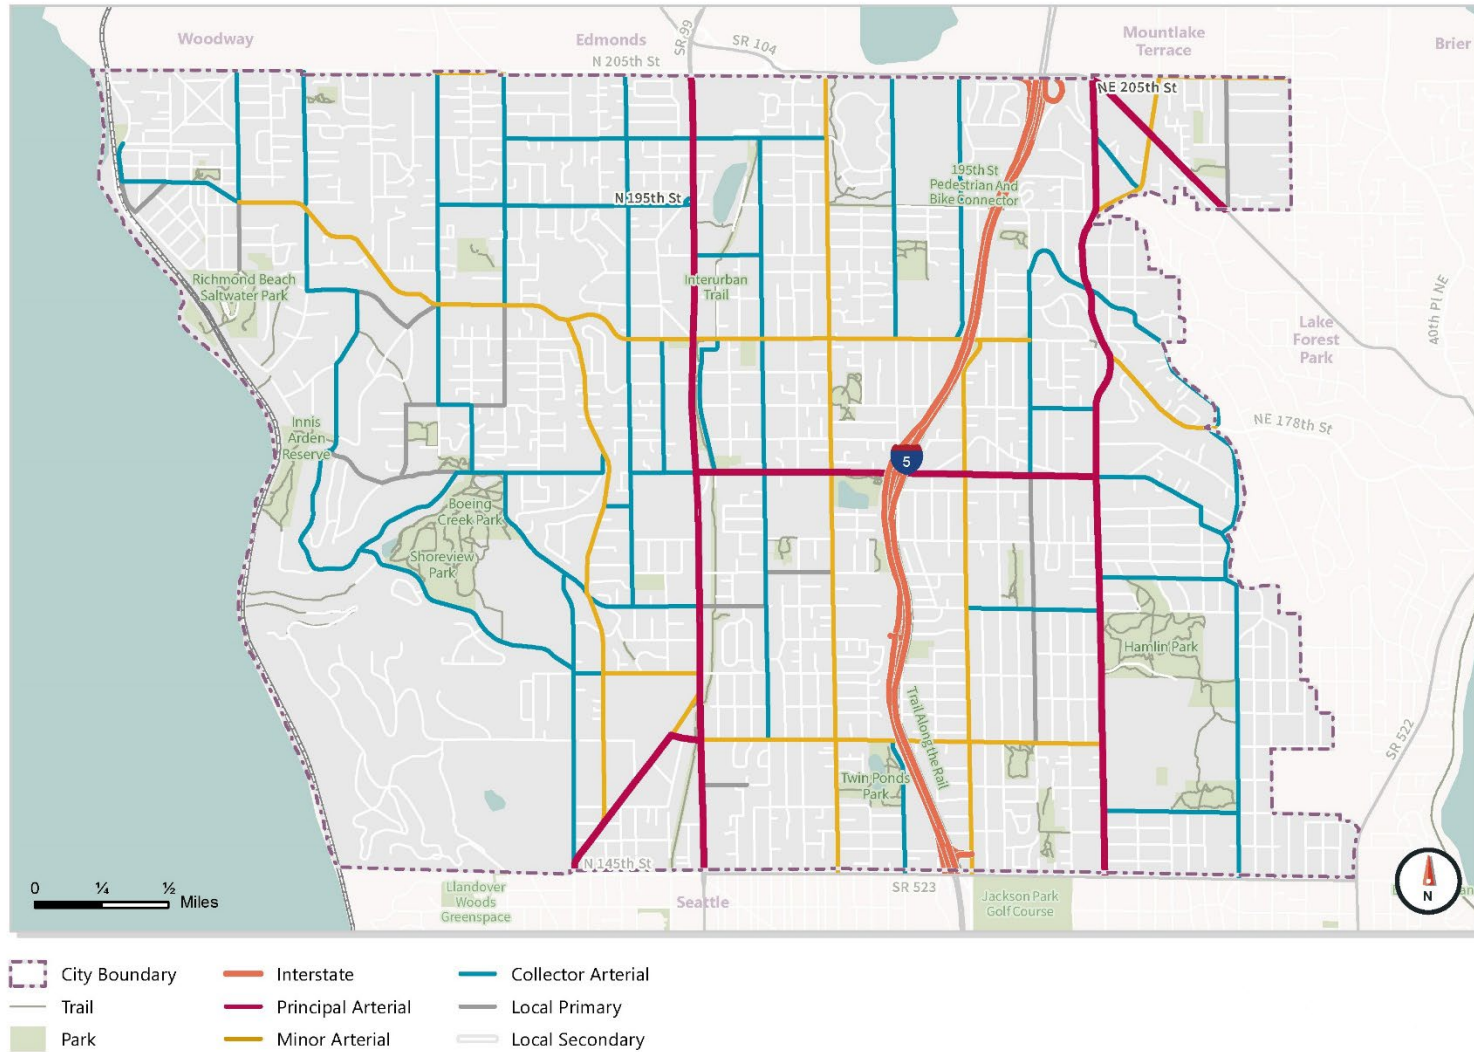 Woodway
Edmonds
SR 99
SR 104
N 205th St
Mountlake
Terrace
Brier
NE 205th St
195th St
Pedestrian And
Bike Connector
N 195th St
Richmond Beach
Saltwater Park
Interurban
Trail
Lake
Forest
Park
40th Pl NE
Innis
Arden
Reserve
NE 178th St
5
Boeing
Creek Park
Shoreview
Park
Hamlin Park
Trail Along the Rail
SR 522
Twin Ponds
Park
N 145th St
SR 523
Seattle
Llandover
Woods
Greenspace
Jackson Park
Golf Course
0 ¼ ½ Miles
N
City Boundary
Trail
Park
Interstate
Principal Arterial
Minor Arterial
Collector Arterial
Local Primary
Local Secondary